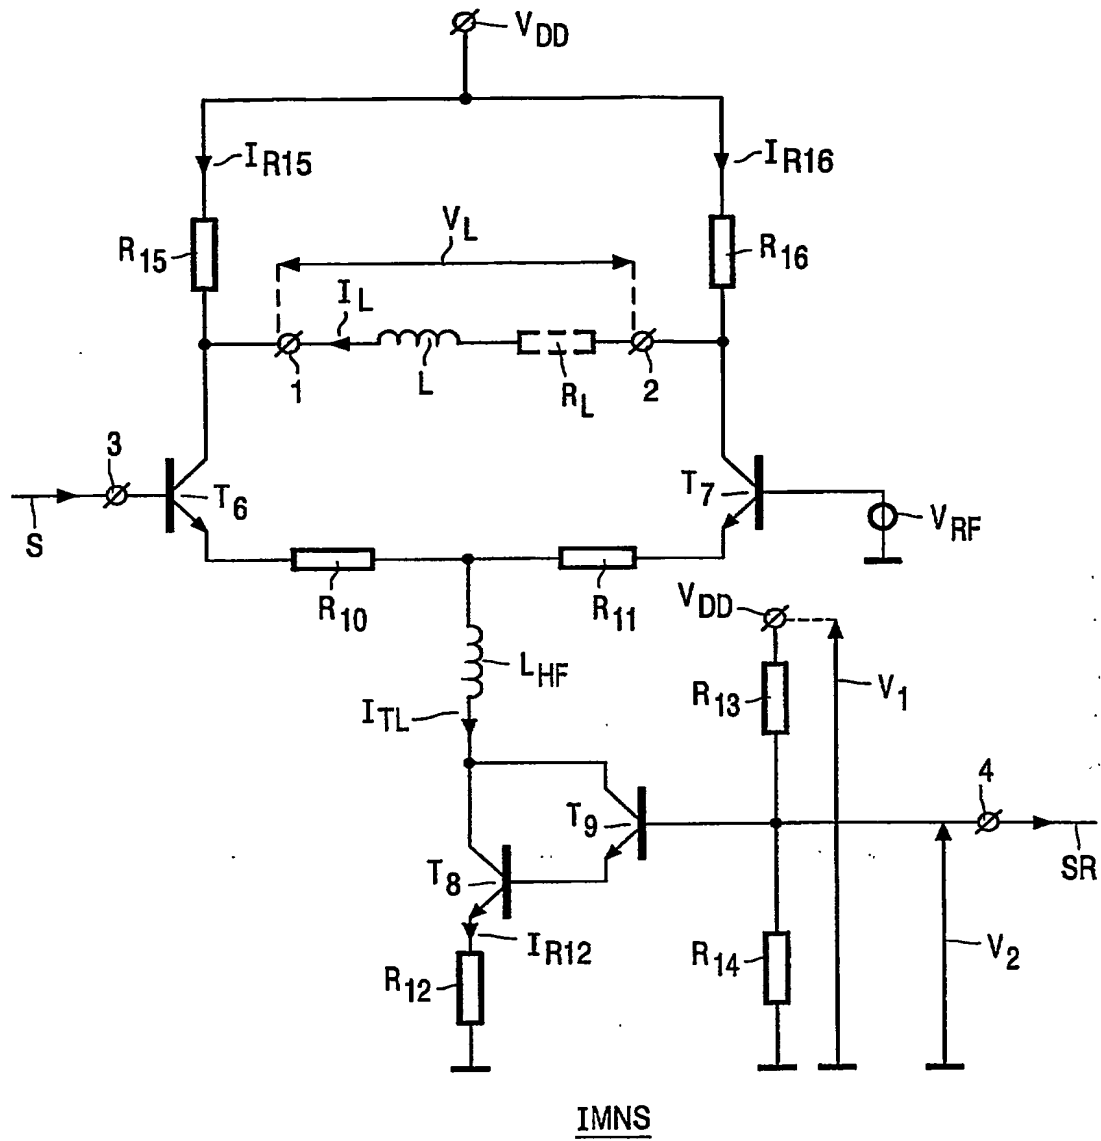 VDD
IR15
IR16
VL
R15
R16
IL
1
L
RL
2
3
S
T6
T7
VRF
R10
R11
VDD
LHF
R13
V1
ITL
4
T9
SR
T8
IR12
R14
V2
R12
IMNS